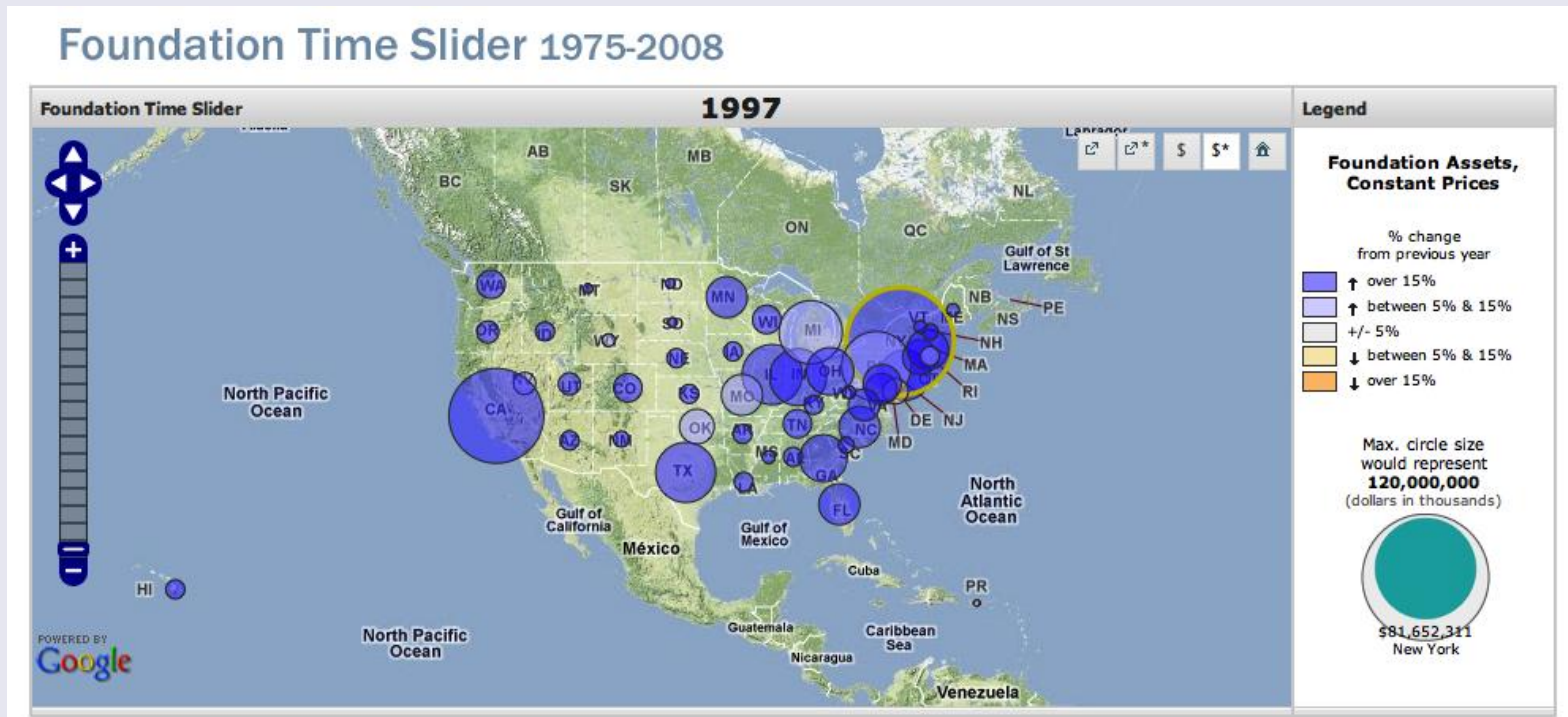 Foundation Time Slider 1975-2008
Foundation Time Slider
1997
Legend
Labrador
AB
MB
BC
SK
NL
ON
QC
Gulf of St
Lawrence
$
$*
NB
PE
NS
WA
MT
ND
MN
VT
ME
OR
ID
WY
SD
WI
MI
NY
NH
MA
NE
IA
IL
IN
OH
RI
NV
UT
CO
KS
MO
KY
VA
DE
NJ
CA
MD
AZ
NM
OK
AR
TN
NC
SC
TX
MS
GA
LA
FL
North Pacific
Ocean
North
Atlantic
Ocean
Gulf of
California
Gulf of
Mexico
México
Cuba
PR
HI
Guatemala
Caribbean
Sea
Nicaragua
Venezuela
North Pacific
Ocean
POWERED BY
Google
Foundation Assets,
Constant Prices
% change
from previous year
↑ over 15%
↑ between 5% & 15%
+/- 5%
↓ between 5% & 15%
↓ over 15%
Max. circle size
would represent
120,000,000
(dollars in thousands)
$81,652,311
New York